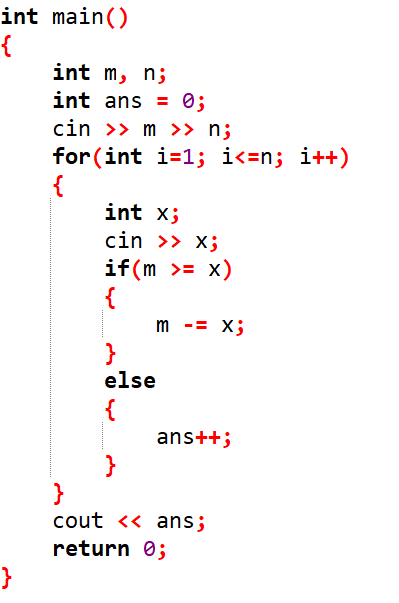 int main()
{
    int m, n;
    int ans = 0;
    cin >> m >> n;
    for(int i=1; i<=n; i++)
    {
        int x;
        cin >> x;
        if(m >= x)
        {
            m -= x;
        }
        else
        {
            ans++;
        }
    }
    cout << ans;
    return 0;
}